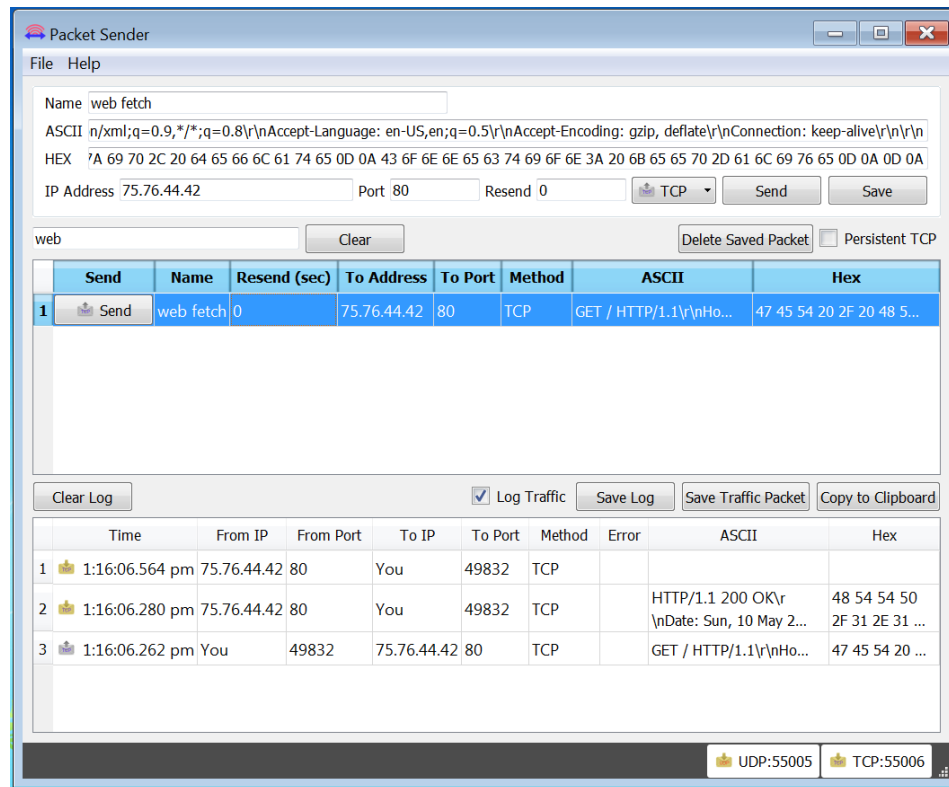 Packet Sender
File Help
Name web fetch
ASCII n/xml;q=0.9,*/*;q=0.8\r\nAccept-Language: en-US,en;q=0.5\r\nAccept-Encoding: gzip, deflate\r\nConnection: keep-alive\r\n\r\n
HEX 7A 69 70 2C 20 64 65 66 6C 61 74 65 0D 0A 43 6F 6E 6E 65 63 74 69 6F 6E 3A 20 6B 65 65 70 2D 61 6C 69 76 65 0D 0A 0D 0A
IP Address 75.76.44.42 Port 80 Resend 0 TCP Send Save
web Clear Delete Saved Packet Persistent TCP
Send Name Resend (sec) To Address To Port Method ASCII Hex
1 Send web fetch 0 75.76.44.42 80 TCP GET / HTTP/1.1\r\nHo... 47 45 54 20 2F 20 48 5...
Clear Log Log Traffic Save Log Save Traffic Packet Copy to Clipboard
Time From IP From Port To IP To Port Method Error ASCII Hex
1 1:16:06.564 pm 75.76.44.42 80 You 49832 TCP
2 1:16:06.280 pm 75.76.44.42 80 You 49832 TCP HTTP/1.1 200 OK\r 48 54 54 50
\nDate: Sun, 10 May 2... 2F 31 2E 31 ...
3 1:16:06.262 pm You 49832 75.76.44.42 80 TCP GET / HTTP/1.1\r\nHo... 47 45 54 20 ...
UDP:55005 TCP:55006